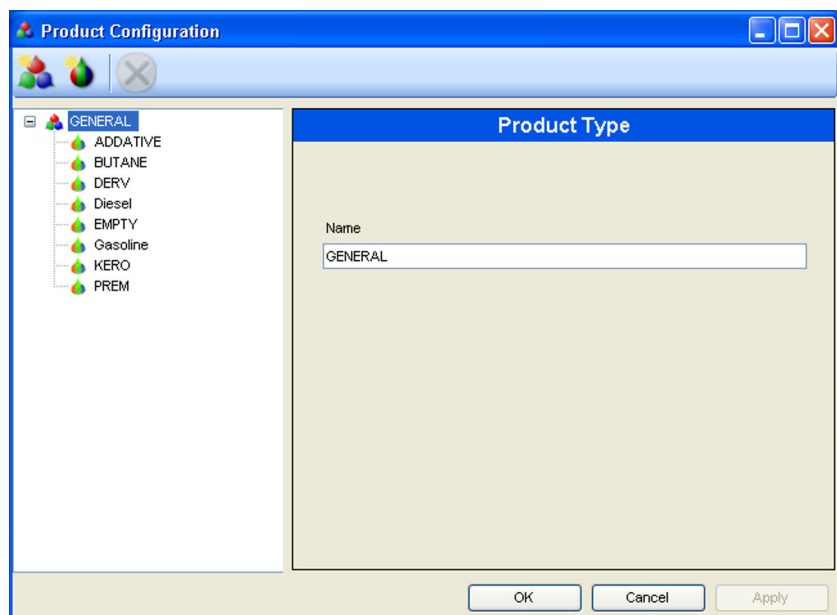 Product Configuration
GENERAL
ADDATIVE
BUTANE
DERV
Diesel
EMPTY
Gasoline
KERO
PREM
Product Type
Name
GENERAL
OK Cancel Apply